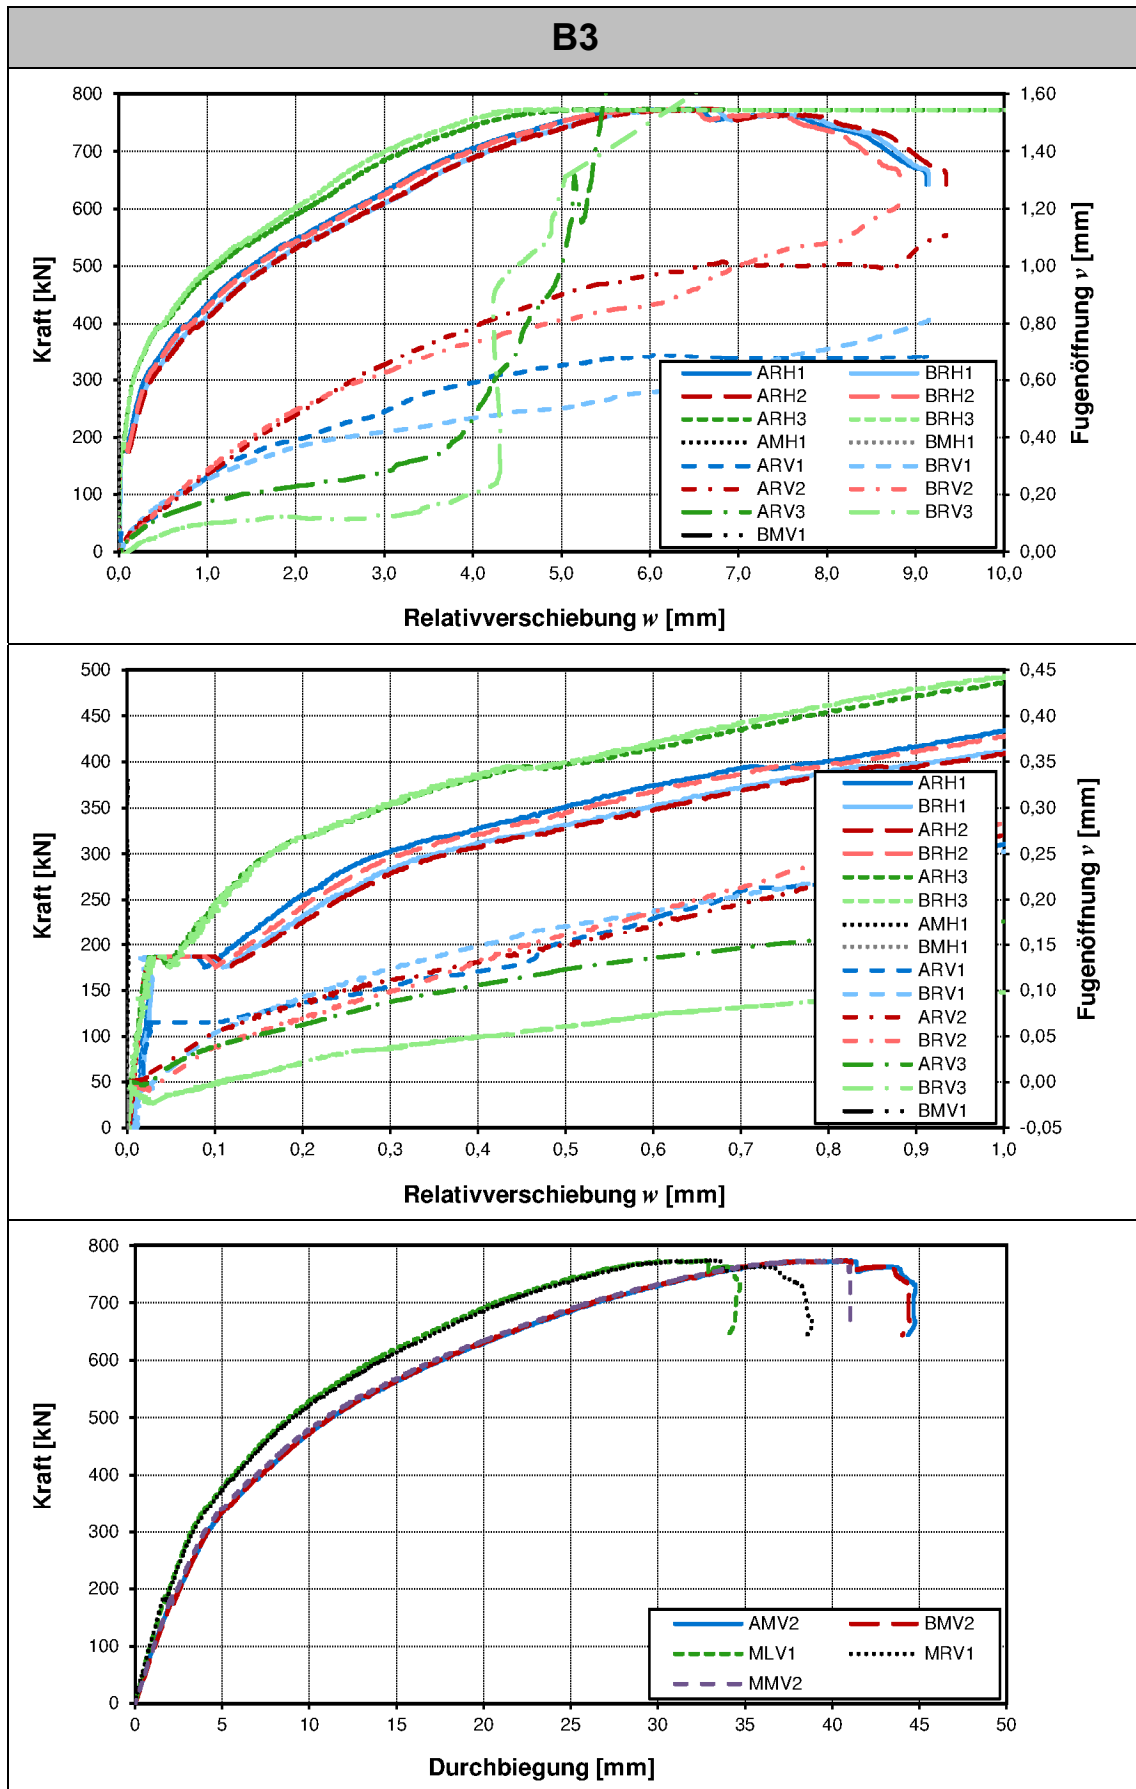 B3
800
700
600
500
400
300
200
100
0
Kraft [kN]
1,60
1,40
1,20
1,00
0,80
0,60
0,40
0,20
0,00
Fugenöffnung v [mm]
ARH1 BRH1
ARH2 BRH2
ARH3 BRH3
AMH1 BMH1
ARV1 BRV1
ARV2 BRV2
ARV3 BRV3
BMV1
0,0 1,0 2,0 3,0 4,0 5,0 6,0 7,0 8,0 9,0 10,0
Relativverschiebung w [mm]
500
450
400
350
300
250
200
150
100
50
0
Kraft [kN]
0,45
0,40
0,35
0,30
0,25
0,20
0,15
0,10
0,05
0,00
-0,05
Fugenöffnung v [mm]
ARH1
BRH1
ARH2
BRH2
ARH3
BRH3
AMH1
BMH1
ARV1
BRV1
ARV2
BRV2
ARV3
BRV3
BMV1
0,0 0,1 0,2 0,3 0,4 0,5 0,6 0,7 0,8 0,9 1,0
Relativverschiebung w [mm]
800
700
600
500
400
300
200
100
0
Kraft [kN]
AMV2 BMV2
MLV1 MRV1
MMV2
0 5 10 15 20 25 30 35 40 45 50
Durchbiegung [mm]